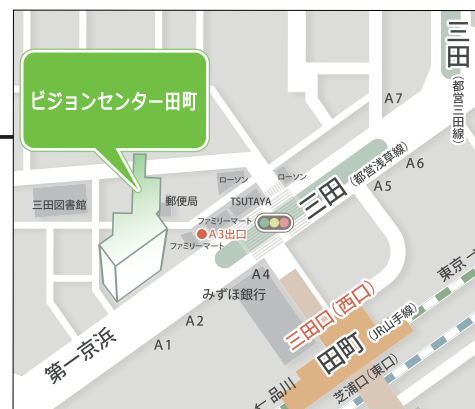 三田
(都営三田線)
ビジョンセンター田町
A7
三田
(都営浅草線)
A6
A5
ローソン
ローソン
三田図書館
郵便局
TSUTAYA
ファミリーマート
A3出口
ファミリーマート
A4
みずほ銀行
A2
A1
第一京浜
三田口(西口)
田町
(JR山手線)
東京→
←品川
芝浦口(東口)